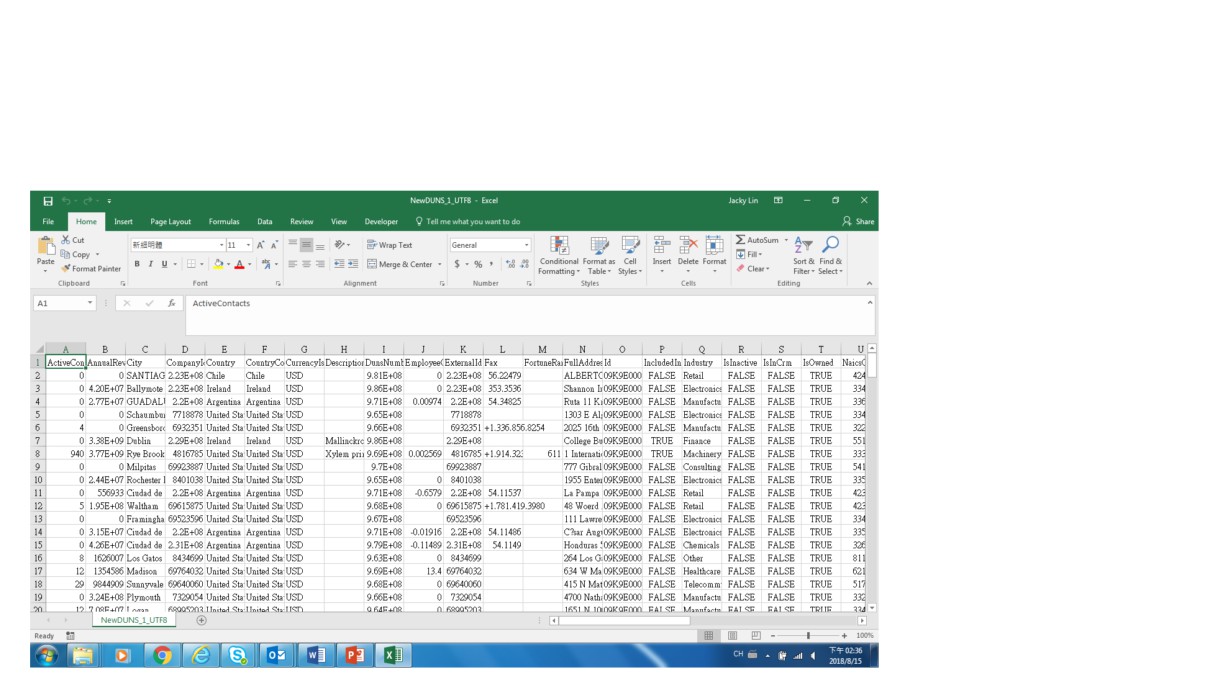 NewDUNS_1_UTF8 - Excel
Jacky Lin
File Home Insert Page Layout Formulas Data Review View Developer Tell me what you want to do Share
Paste Cut Copy Format Painter
新細明體 11
B I U A
Wrap Text
Merge & Center
General
$ % ,
Conditional Formatting Format as Table Cell Styles
Insert Delete Format
AutoSum Fill Clear
Sort & Filter Find & Select
Clipboard Font Alignment Number Styles Cells Editing
A1 fx ActiveContacts
A B C D E F G H I J K L M N O P Q R S T U
1 ActiveCon AnnualRev City CompanyI Country CountryCo CurrencyIs Description DunsNumb Employee ExternalId Fax FortuneRan FullAddres Id IncludedIn Industry IsInactive IsInCrm IsOwned NaicsC
2 0 0 SANTIAG 2.23E+08 Chile Chile USD 9.81E+08 0 2.23E+08 56.22479 ALBERTO 09K9E000 FALSE Retail FALSE FALSE TRUE 424
3 0 4.20E+07 Ballymote 2.23E+08 Ireland Ireland USD 9.86E+08 0 2.23E+08 353.3536 Shannon 09K9E000 FALSE Electronics FALSE FALSE TRUE 334
4 0 2.77E+07 GUADAL 2.2E+08 Argentina Argentina USD 9.71E+08 0.00974 2.2E+08 54.34825 Ruta 11 K 09K9E000 FALSE Manufactu FALSE FALSE TRUE 336
5 0 0 Schaumbu 7718878 United Sta United Sta USD 9.65E+08 7718878 1303 E Al 09K9E000 FALSE Electronics FALSE FALSE TRUE 334
6 4 0 Greensboro 6932351 United Sta United Sta USD 9.65E+08 6932351 +1.336.856.8254 2025 16th 09K9E000 FALSE Manufactu FALSE FALSE TRUE 322
7 0 3.38E+09 Dublin 2.29E+08 Ireland Ireland USD Mallinckro 9.86E+08 2.29E+08 College Bu 09K9E000 TRUE Finance FALSE FALSE TRUE 551
8 940 3.77E+09 Rye Brook 4816785 United Sta United Sta USD Xylem pri 9.69E+08 0.002569 4816785 +1.914.323 611 1 Internati 09K9E000 TRUE Machinery FALSE FALSE TRUE 333
9 0 0 Milpitas 69923887 United Sta United Sta USD 9.7E+08 69923887 777 Gibral 09K9E000 FALSE Consulting FALSE FALSE TRUE 541
10 0 2.44E+07 Rochester 8401038 United Sta United Sta USD 9.65E+08 0 8401038 1955 Enter 09K9E000 FALSE Electronics FALSE FALSE TRUE 335
11 0 556933 Ciudad de 2.2E+08 Argentina Argentina USD 9.71E+08 -0.6579 2.2E+08 54.11537 La Pampa 09K9E000 FALSE Retail FALSE FALSE TRUE 423
12 5 1.95E+08 Waltham 69615875 United Sta United Sta USD 9.68E+08 0 69615875 +1.781.419.3980 48 Woerd 09K9E000 FALSE Retail FALSE FALSE TRUE 423
13 0 0 Framingha 69523596 United Sta United Sta USD 9.67E+08 69523596 111 Lawre 09K9E000 FALSE Electronics FALSE FALSE TRUE 334
14 0 3.15E+07 Ciudad de 2.2E+08 Argentina Argentina USD 9.71E+08 -0.01916 2.2E+08 54.11486 C?sar Aug 09K9E000 FALSE Electronics FALSE FALSE TRUE 335
15 0 4.26E+07 Ciudad de 2.31E+08 Argentina Argentina USD 9.79E+08 -0.11489 2.31E+08 54.1149 Honduras 09K9E000 FALSE Chemicals FALSE FALSE TRUE 326
16 8 1626007 Los Gatos 8434699 United Sta United Sta USD 9.63E+08 0 8434699 264 Los G 09K9E000 FALSE Other FALSE FALSE TRUE 811
17 12 1354586 Madison 69764032 United Sta United Sta USD 9.69E+08 13.4 69764032 634 W Ma 09K9E000 FALSE Healthcare FALSE FALSE TRUE 621
18 29 9844909 Sunnyvale 69640060 United Sta United Sta USD 9.68E+08 0 69640060 415 N Mat 09K9E000 FALSE Telecomm FALSE FALSE TRUE 517
19 0 3.24E+08 Plymouth 7329054 United Sta United Sta USD 9.66E+08 0 7329054 4700 Nath 09K9E000 FALSE Manufactu FALSE FALSE TRUE 332
20 12 7.08E+07 Logan 68995203 United Sta United Sta USD 9.64E+08 0 68995203 1651 N 10 09K9E000 FALSE Manufactu FALSE FALSE TRUE 334
NewDUNS_1_UTF8
Ready 100%
CH 下午 02:36
2018/8/15